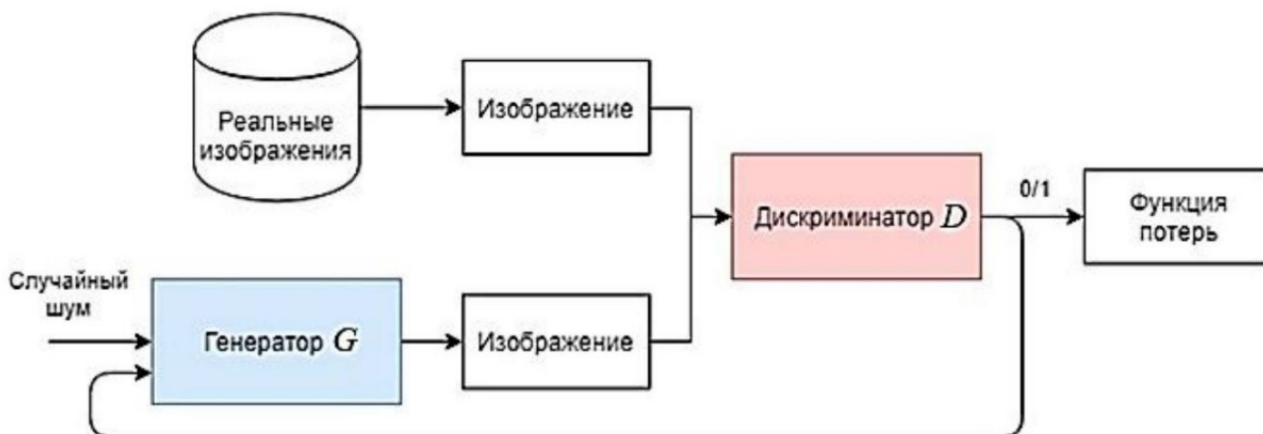 Реальные
изображения
Изображение
Дискриминатор D
0/1
Функция
потерь
Случайный
шум
Генератор G
Изображение